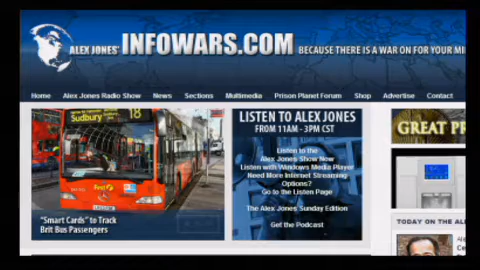 ALEX JONES' INFOWARS.COM BECAUSE THERE IS A WAR ON FOR YOUR MI
Home Alex Jones Radio Show News Sections Multimedia Prison Planet Forum Shop Advertise Contact
Sudbury 18
First
"Smart Cards" to Track
Brit Bus Passengers
LISTEN TO ALEX JONES
FROM 11AM - 3PM CST
Listen to the
Alex Jones Show Now
Listen with Windows Media Player
Need More Internet Streaming
Options?
Go to the Listen Page
The Alex Jones Sunday Edition
Get the Podcast
GREAT PR
TODAY ON THE AL